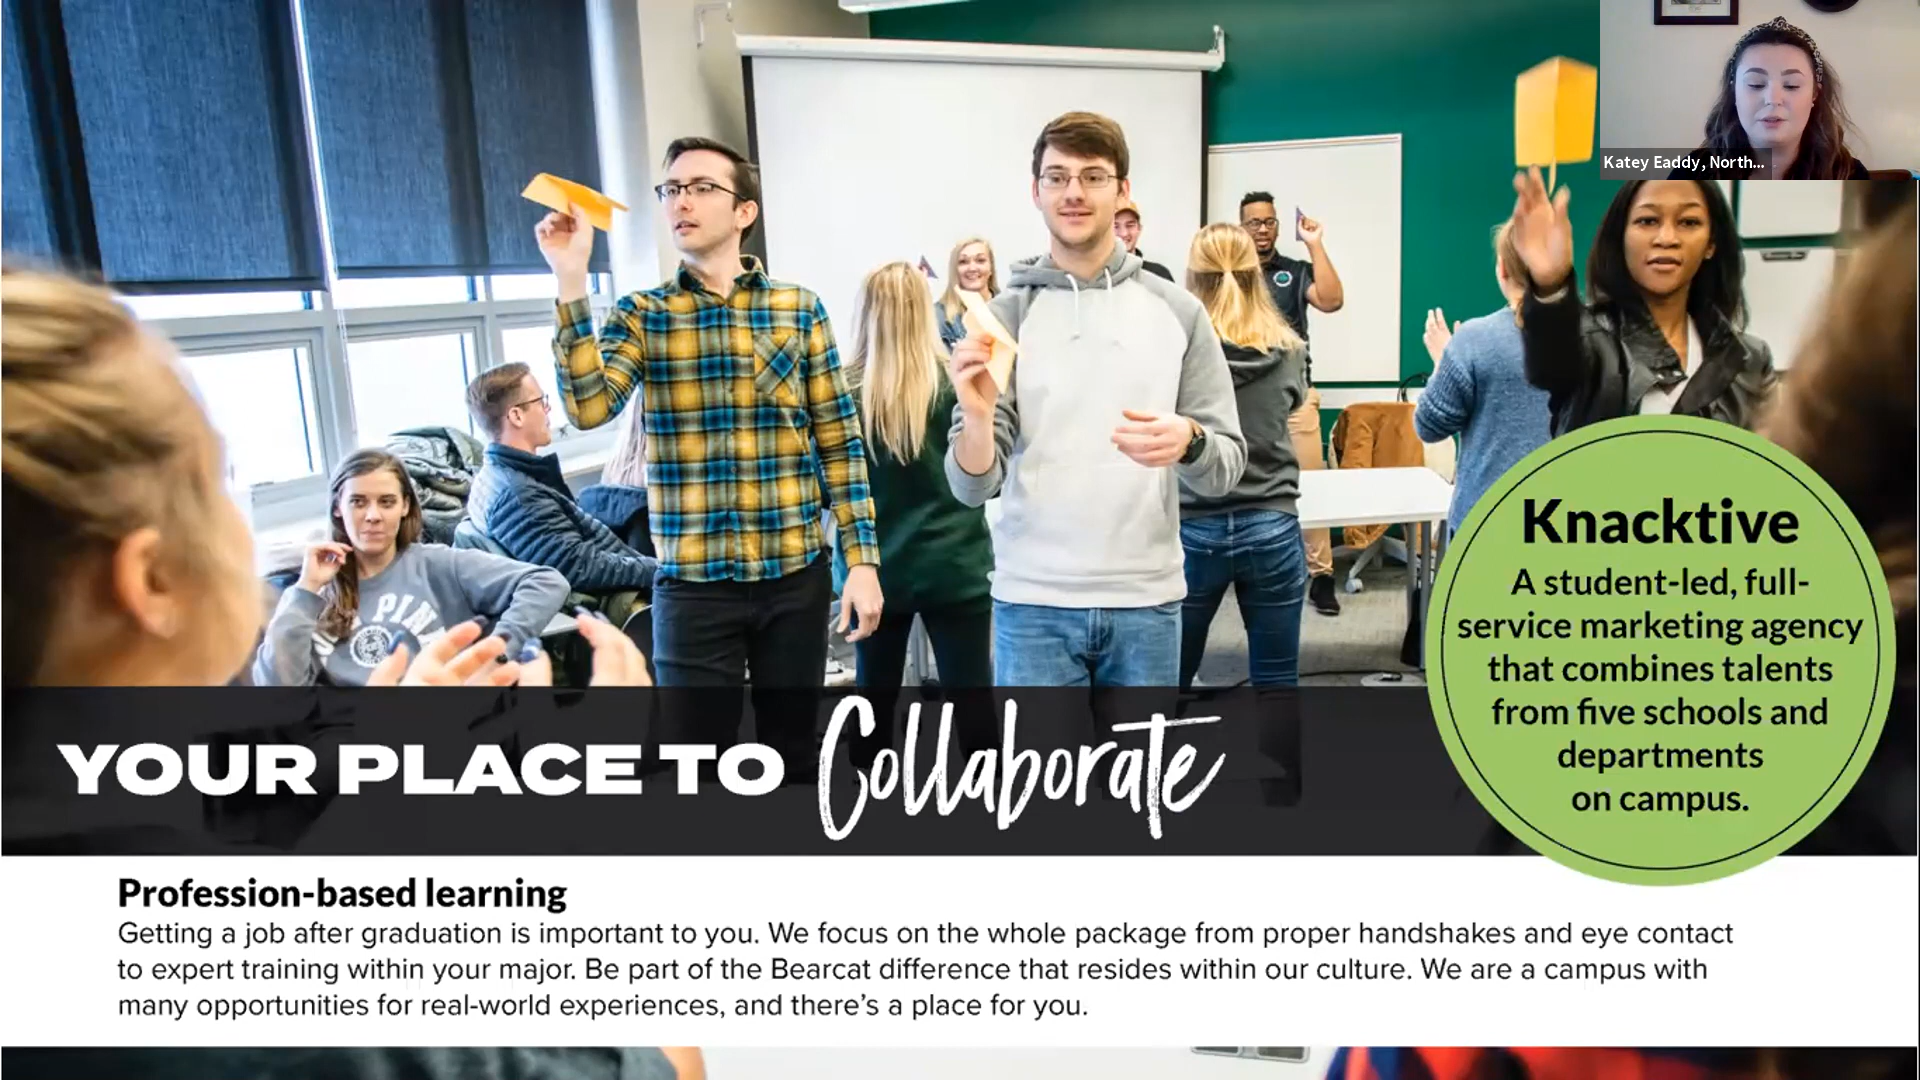 Katey Eaddy, North...
PINK
Knacktive
A student-led, full-
service marketing agency
that combines talents
from five schools and
departments
on campus.
YOUR PLACE TO Collaborate
Profession-based learning
Getting a job after graduation is important to you. We focus on the whole package from proper handshakes and eye contact
to expert training within your major. Be part of the Bearcat difference that resides within our culture. We are a campus with
many opportunities for real-world experiences, and there’s a place for you.